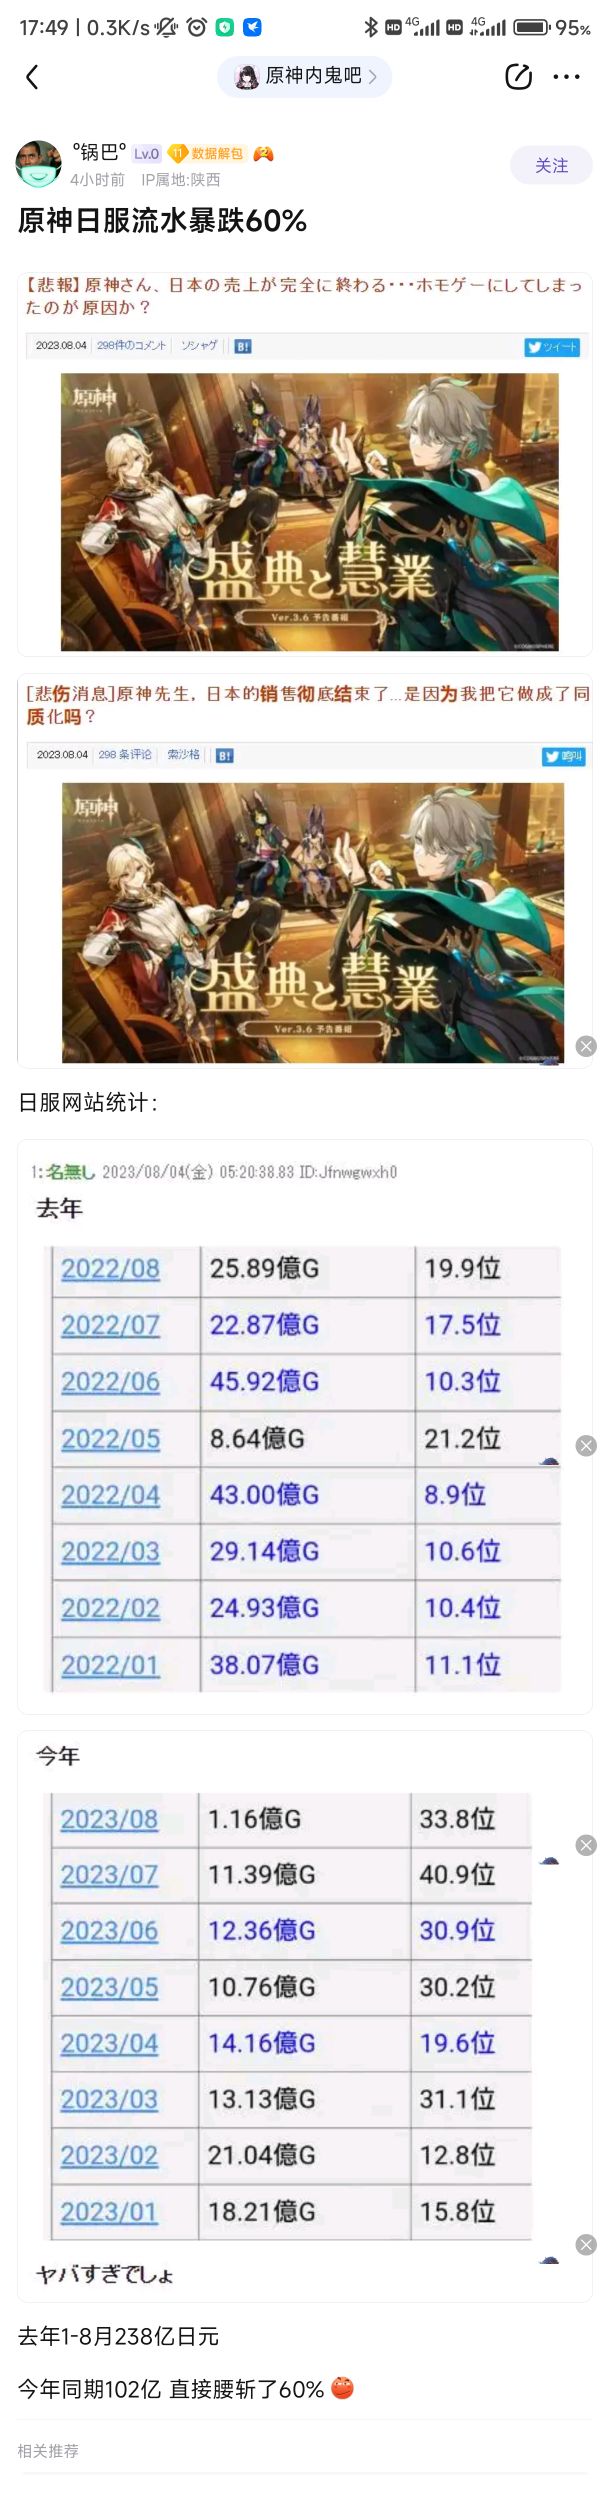 17:49 | 0.3K/s
4G 4G 95%
原神内鬼吧
°锅巴° Lv.0 11 数据解包
4小时前 IP属地:陕西
关注
原神日服流水暴跌60%
【悲報】原神さん、日本の売上が完全に終わる・・・ホモゲーにしてしまっ
たのが原因か？
2023.08.04 298件のコメント ソシャゲ B! ツイート
原神
盛典と慧業
Ver.3.6 予告番組
©COGNOSPHERE
[悲伤消息]原神先生，日本的销售彻底结束了...是因为我把它做成了同
质化吗？
2023.08.04 298 条评论 索沙格 B! 鸣叫
原神
盛典と慧業
Ver.3.6 予告番組
©COGNOSPHERE
日服网站统计：
1:名無し 2023/08/04(金) 05:20:38.83 ID:Jfnwgwxh0
去年
2022/08 25.89億G 19.9位
2022/07 22.87億G 17.5位
2022/06 45.92億G 10.3位
2022/05 8.64億G 21.2位
2022/04 43.00億G 8.9位
2022/03 29.14億G 10.6位
2022/02 24.93億G 10.4位
2022/01 38.07億G 11.1位
今年
2023/08 1.16億G 33.8位
2023/07 11.39億G 40.9位
2023/06 12.36億G 30.9位
2023/05 10.76億G 30.2位
2023/04 14.16億G 19.6位
2023/03 13.13億G 31.1位
2023/02 21.04億G 12.8位
2023/01 18.21億G 15.8位
ヤバすぎでしょ
去年1-8月238亿日元
今年同期102亿 直接腰斩了60%
相关推荐